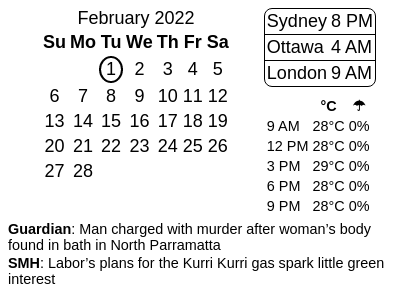 February 2022
Su Mo Tu We Th Fr Sa
1 2 3 4 5
6 7 8 9 10 11 12
13 14 15 16 17 18 19
20 21 22 23 24 25 26
27 28
Sydney 8 PM
Ottawa 4 AM
London 9 AM
°C ☂
9 AM 28°C 0%
12 PM 28°C 0%
3 PM 29°C 0%
6 PM 28°C 0%
9 PM 28°C 0%
Guardian: Man charged with murder after woman’s body
found in bath in North Parramatta
SMH: Labor’s plans for the Kurri Kurri gas spark little green
interest